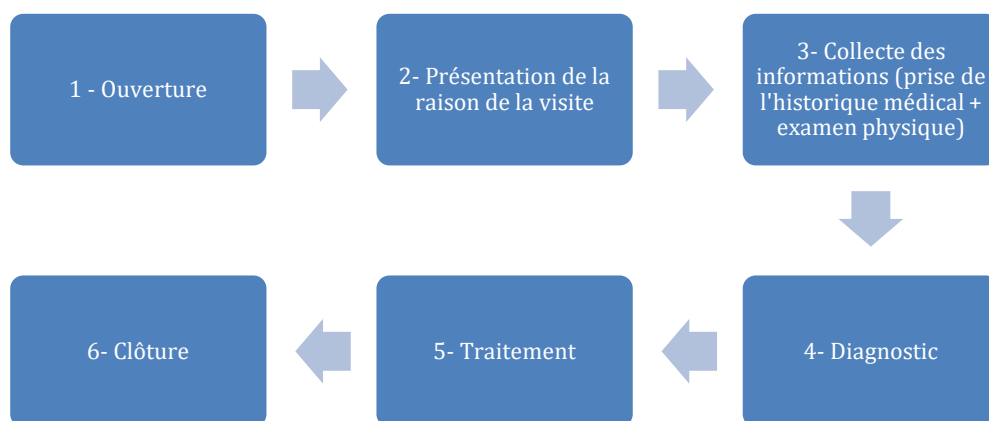 1 - Ouverture
2- Présentation de la
raison de la visite
3- Collecte des
informations (prise de
l'historique médical +
examen physique)
4- Diagnostic
5- Traitement
6- Clôture